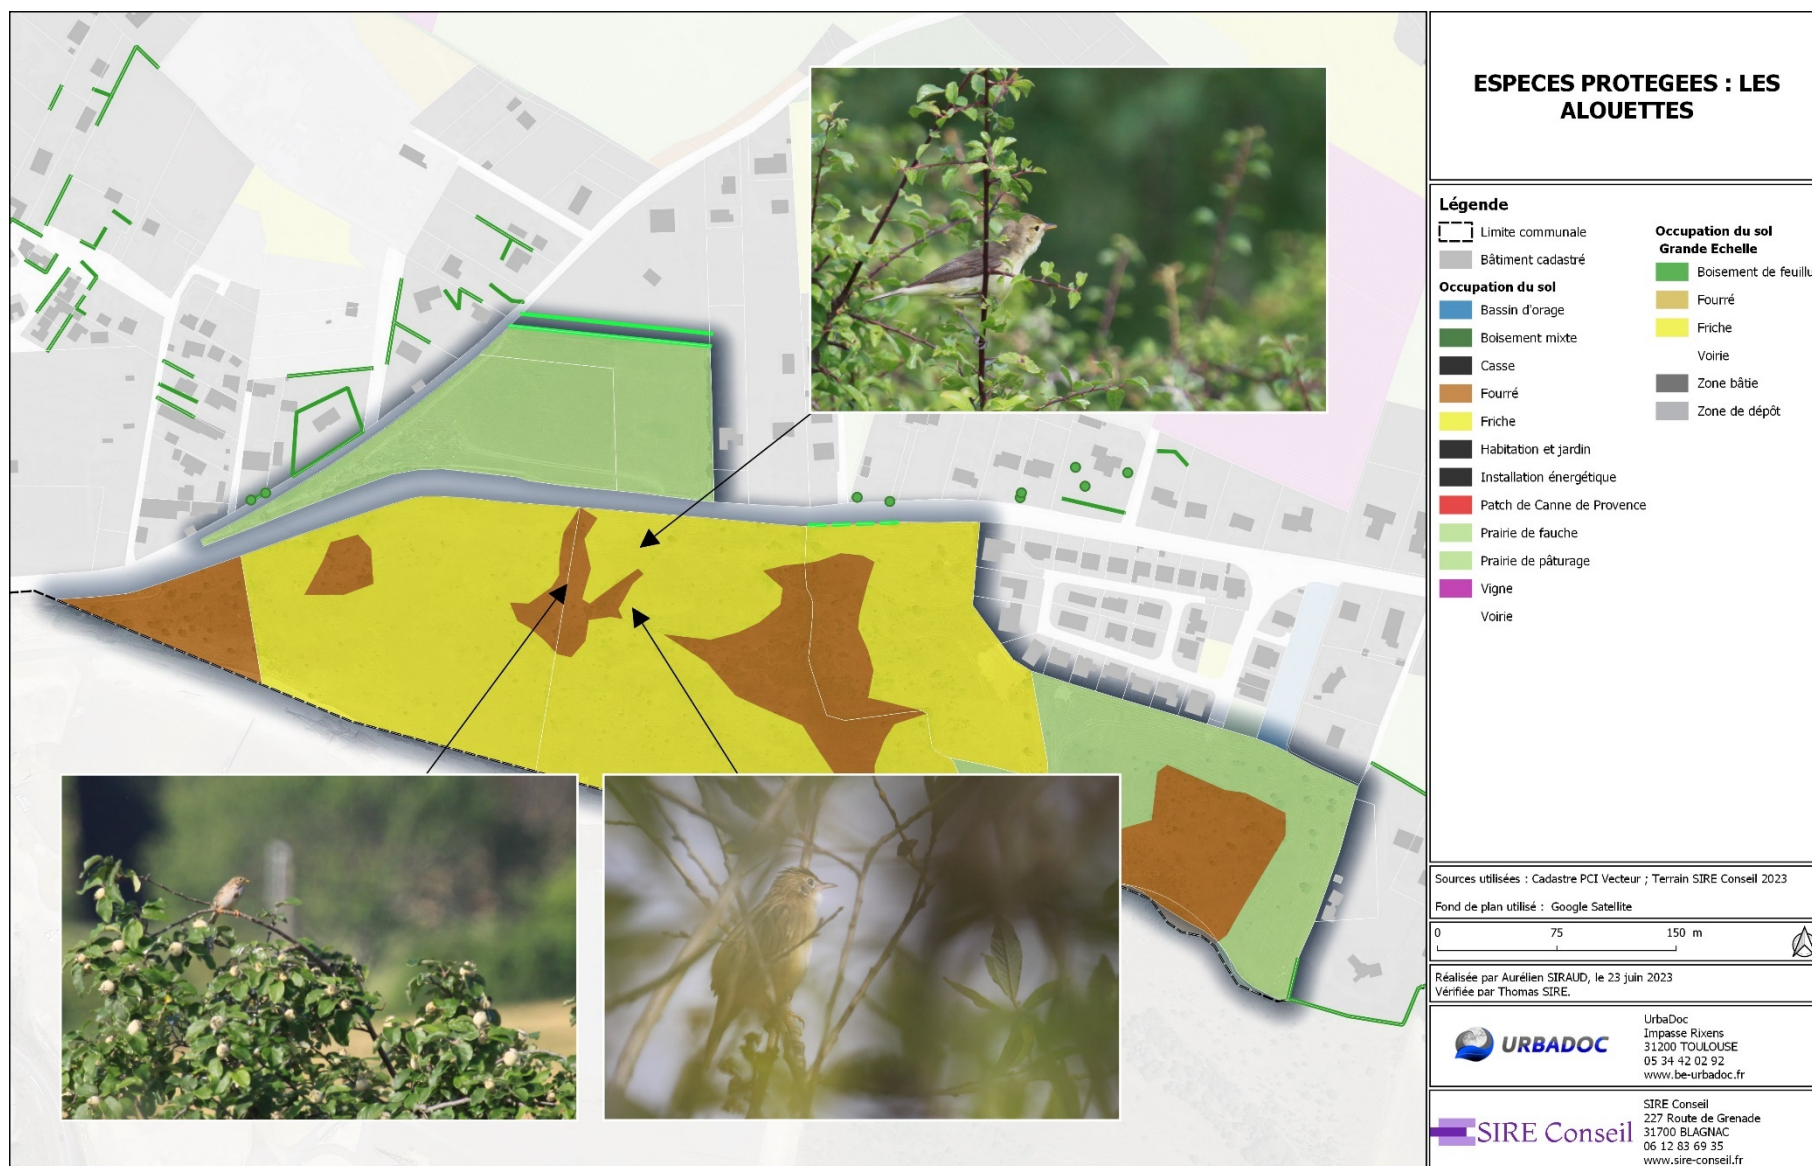 ESPECES PROTEGEES : LES
ALOUETTES
Légende
Limite communale
Bâtiment cadastré
Occupation du sol
Bassin d'orage
Boisement mixte
Casse
Fourré
Friche
Habitation et jardin
Installation énergétique
Patch de Canne de Provence
Prairie de fauche
Prairie de pâturage
Vigne
Voirie
Occupation du sol
Grande Echelle
Boisement de feuillu
Fourré
Friche
Voirie
Zone bâtie
Zone de dépôt
Sources utilisées : Cadastre PCI Vecteur ; Terrain SIRE Conseil 2023
Fond de plan utilisé : Google Satellite
0 75 150 m
Réalisée par Aurélien SIRAUD, le 23 juin 2023
Vérifiée par Thomas SIRE.
URBADOC
UrbaDoc
Impasse Rixens
31200 TOULOUSE
05 34 42 02 92
www.be-urbadoc.fr
SIRE Conseil
SIRE Conseil
227 Route de Grenade
31700 BLAGNAC
06 12 83 69 35
www.sire-conseil.fr